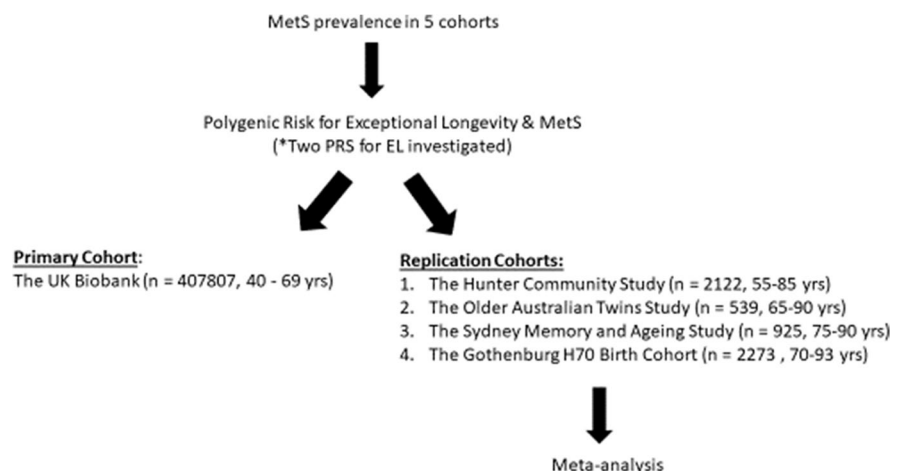 MetS prevalence in 5 cohorts
Polygenic Risk for Exceptional Longevity & MetS
(*Two PRS for EL investigated)
Primary Cohort:
The UK Biobank (n = 407807, 40 - 69 yrs)
Replication Cohorts:
1. The Hunter Community Study (n = 2122, 55-85 yrs)
2. The Older Australian Twins Study (n = 539, 65-90 yrs)
3. The Sydney Memory and Ageing Study (n = 925, 75-90 yrs)
4. The Gothenburg H70 Birth Cohort (n = 2273 , 70-93 yrs)
Meta-analysis